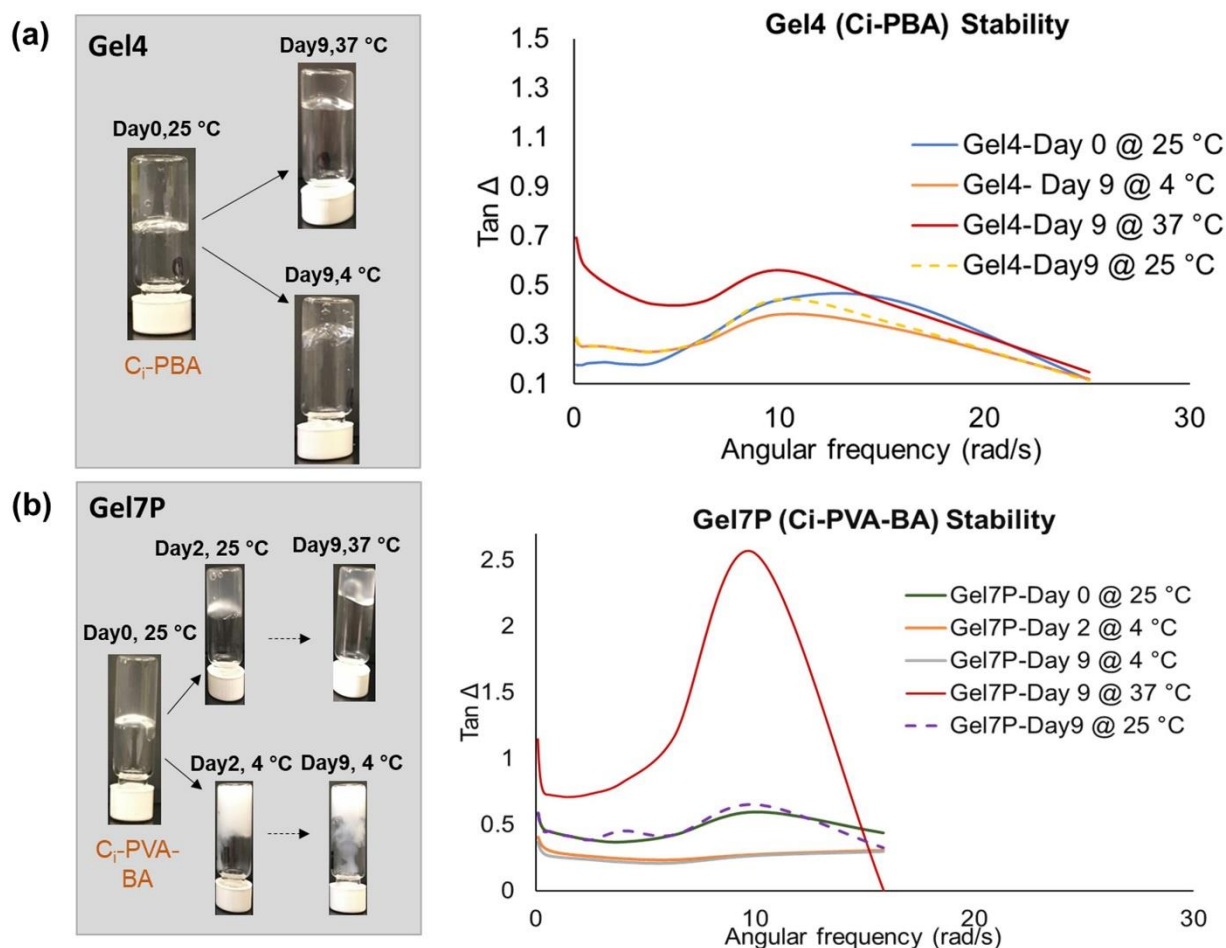 (a)
Gel4
Day9,37 °C
Day0,25 °C
Day9,4 °C
Ci-PBA
Gel4 (Ci-PBA) Stability
1.5
1.3
1.1
0.9
0.7
0.5
0.3
0.1
Tan Δ
0
10
20
30
Angular frequency (rad/s)
Gel4-Day 0 @ 25 °C
Gel4- Day 9 @ 4 °C
Gel4-Day 9 @ 37 °C
Gel4-Day9 @ 25 °C
(b)
Gel7P
Day2, 25 °C
Day9,37 °C
Day0, 25 °C
Day2, 4 °C
Day9, 4 °C
Ci-PVA-
BA
Gel7P (Ci-PVA-BA) Stability
2.5
2
1.5
1
0.5
0
Tan Δ
0
10
20
30
Angular frequency (rad/s)
Gel7P-Day 0 @ 25 °C
Gel7P-Day 2 @ 4 °C
Gel7P-Day 9 @ 4 °C
Gel7P-Day 9 @ 37 °C
Gel7P-Day9 @ 25 °C